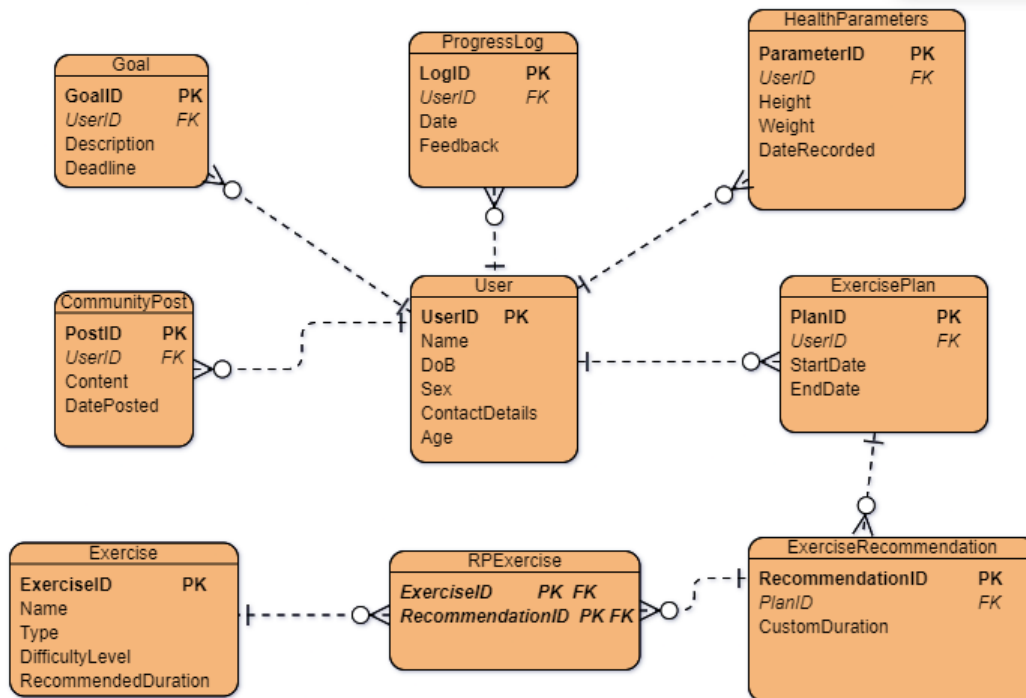 Goal
GoalID PK
UserID FK
Description
Deadline
ProgressLog
LogID PK
UserID FK
Date
Feedback
HealthParameters
ParameterID PK
UserID FK
Height
Weight
DateRecorded
CommunityPost
PostID PK
UserID FK
Content
DatePosted
User
UserID PK
Name
DoB
Sex
ContactDetails
Age
ExercisePlan
PlanID PK
UserID FK
StartDate
EndDate
Exercise
ExerciseID PK
Name
Type
DifficultyLevel
RecommendedDuration
RPExercise
ExerciseID PK FK
RecommendationID PK FK
ExerciseRecommendation
RecommendationID PK
PlanID FK
CustomDuration